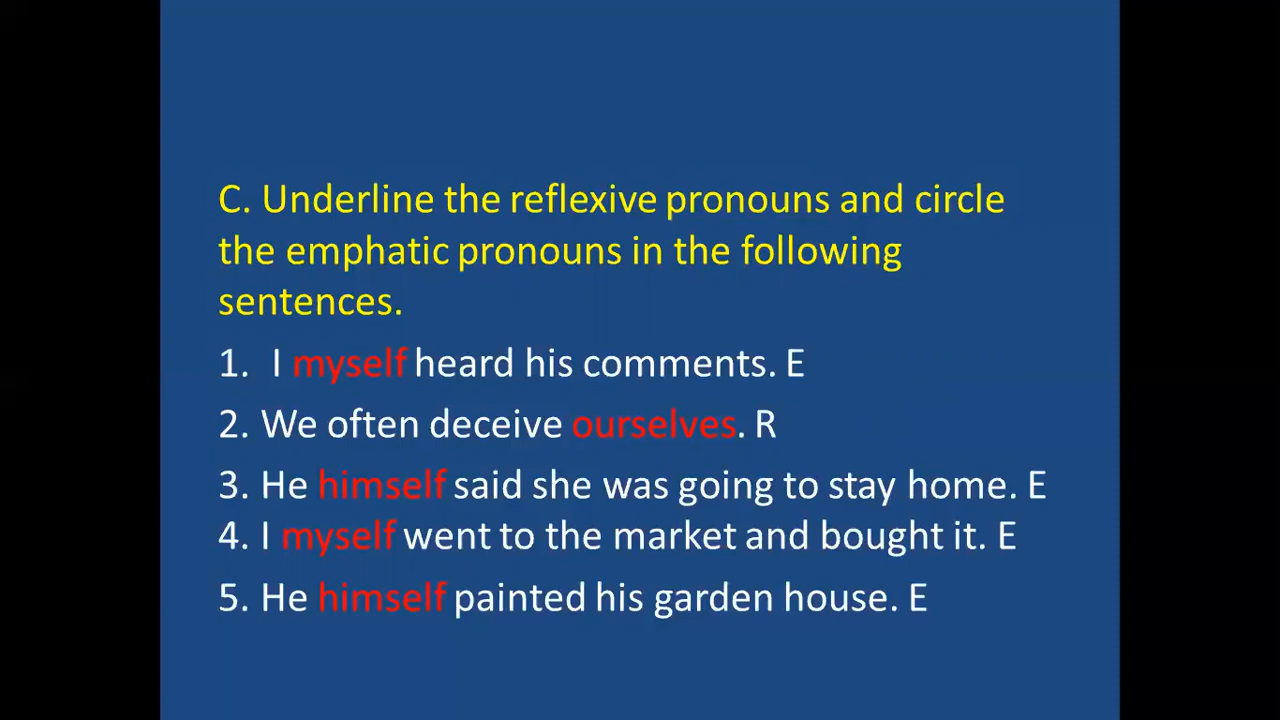 C. Underline the reflexive pronouns and circle
the emphatic pronouns in the following
sentences.
1. I myself heard his comments. E
2. We often deceive ourselves. R
3. He himself said she was going to stay home. E
4. I myself went to the market and bought it. E
5. He himself painted his garden house. E